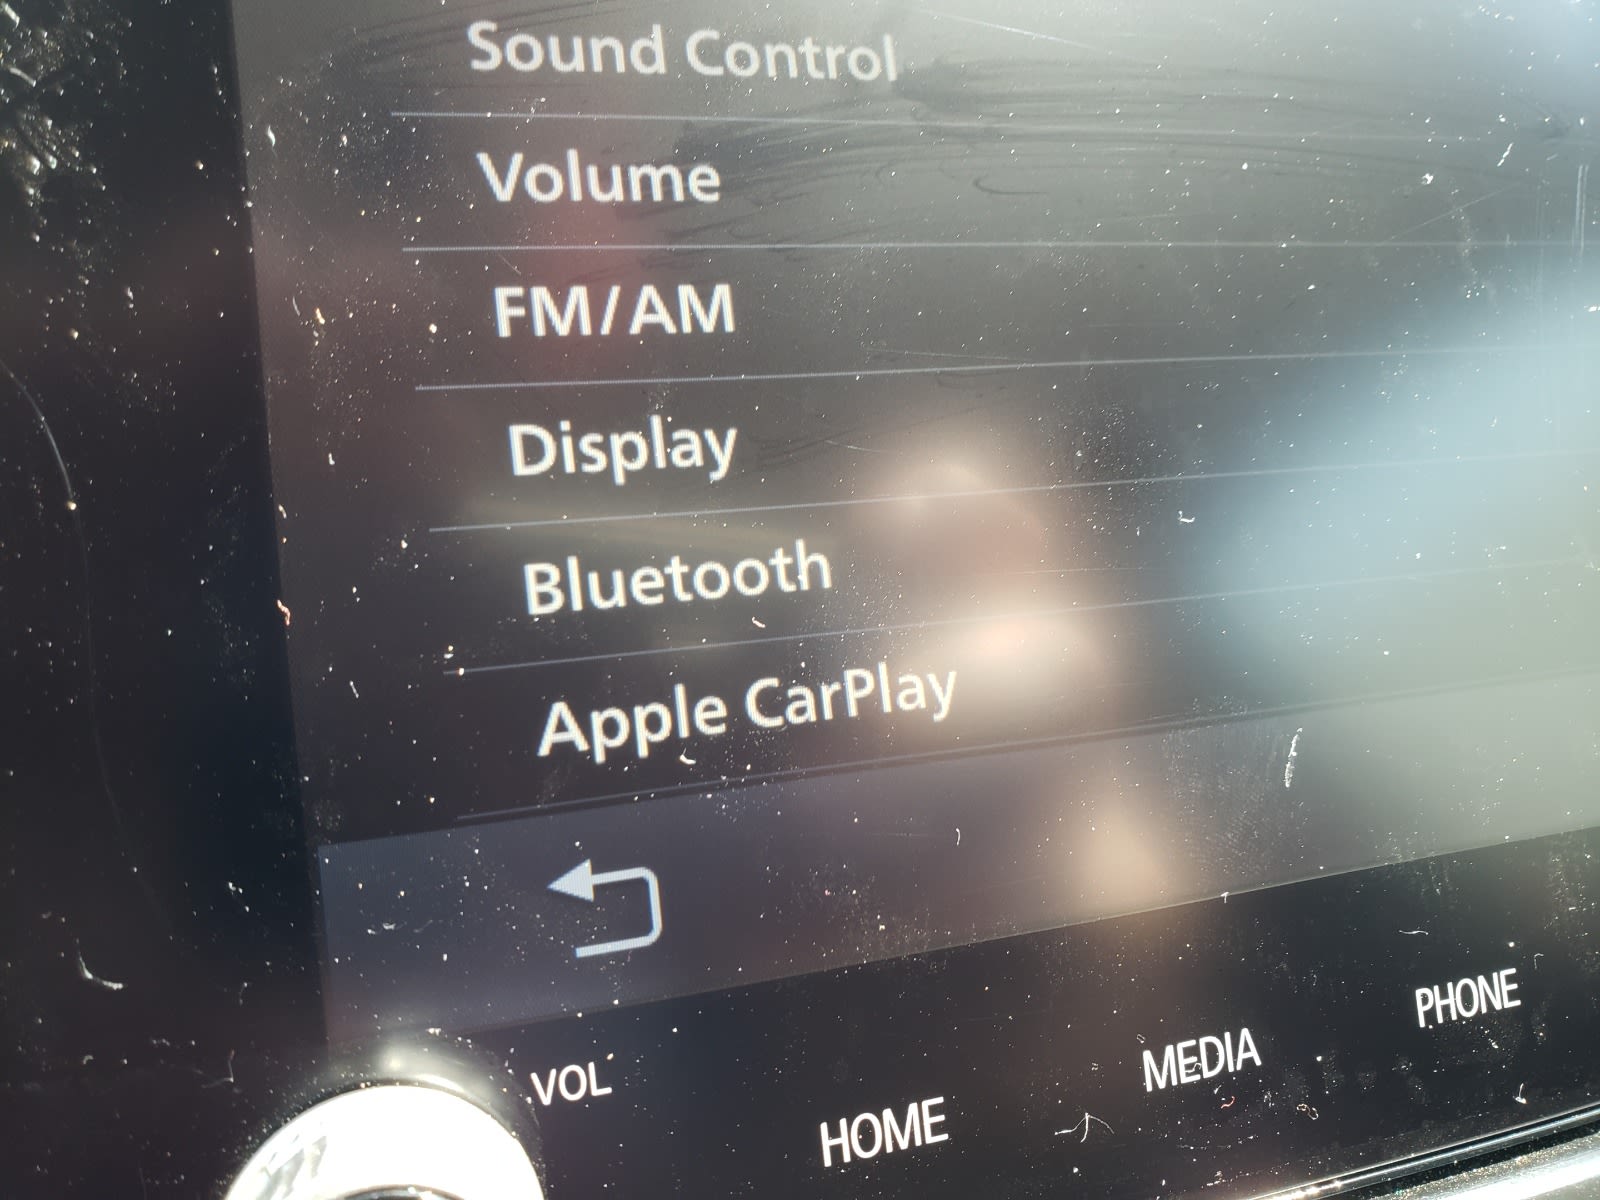 Sound Control
Volume
FM/AM
Display
Bluetooth
Apple CarPlay
VOL
HOME
MEDIA
PHONE